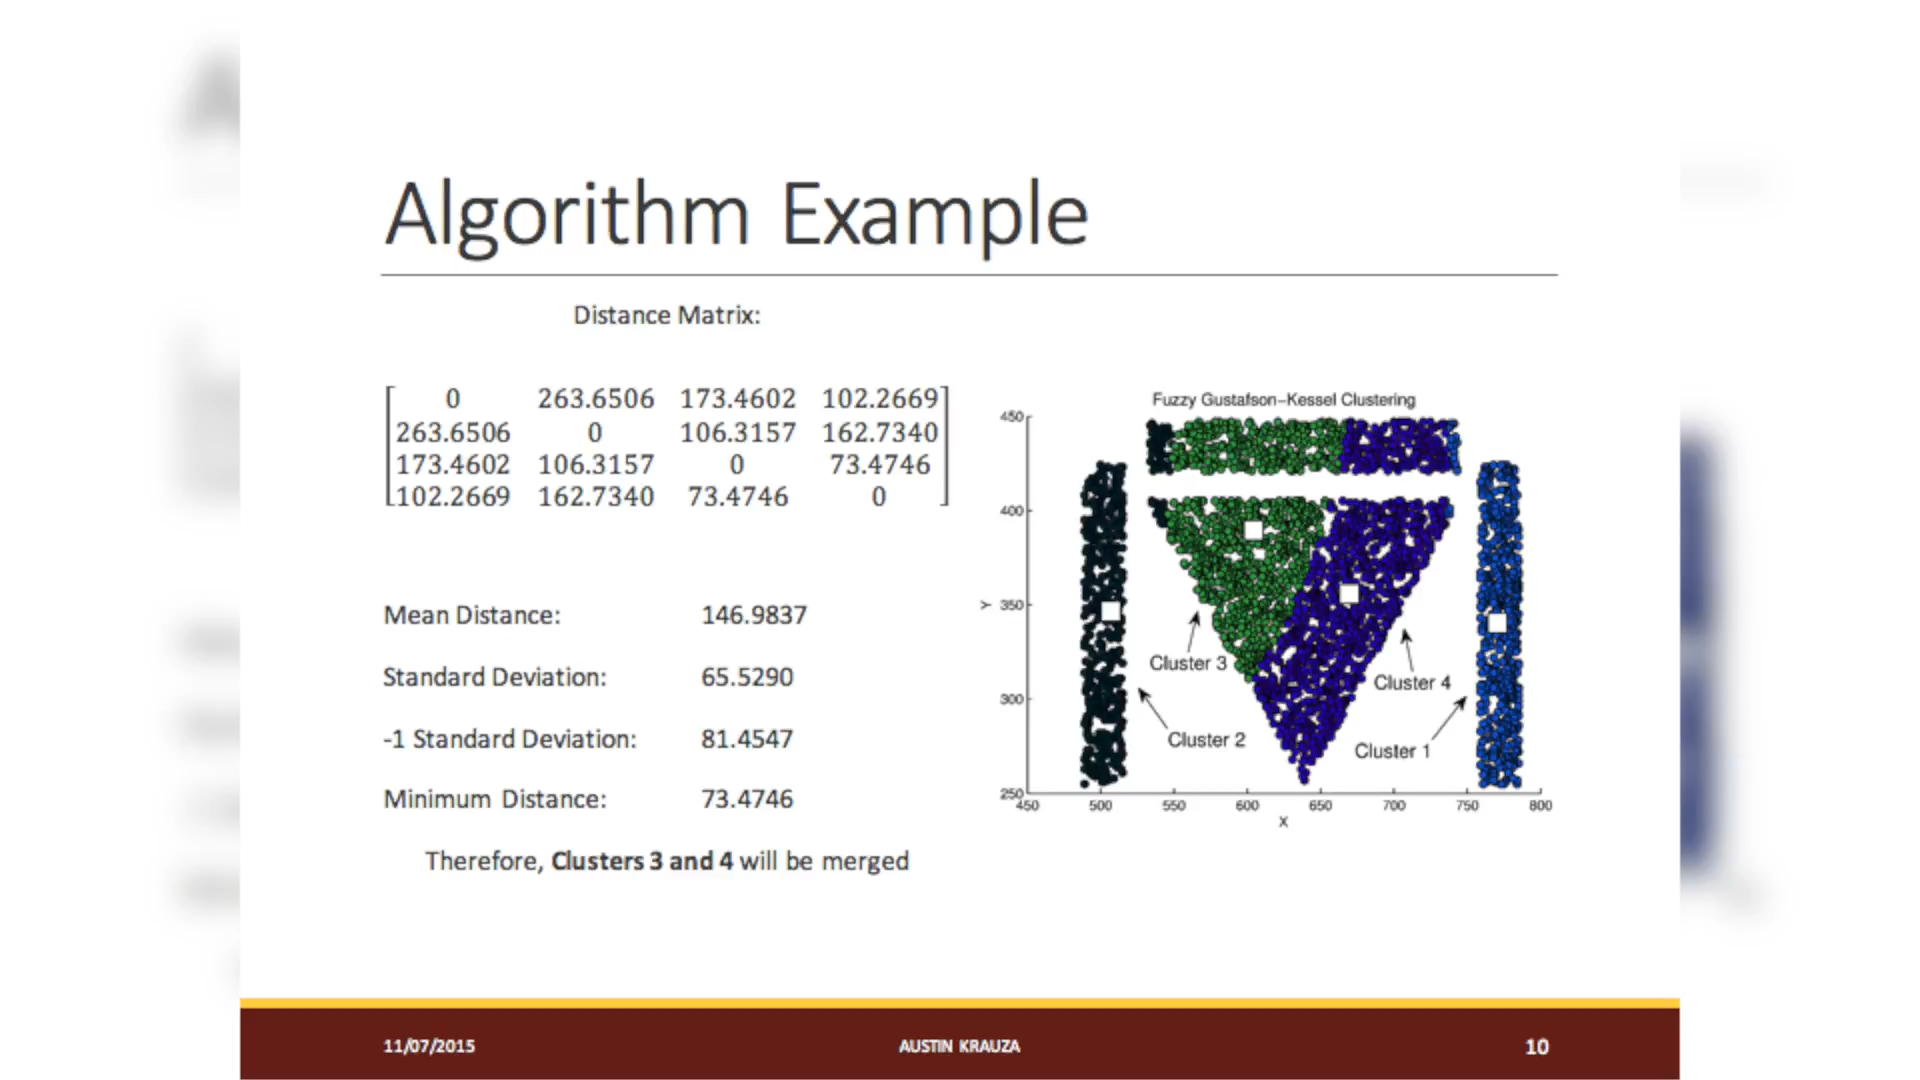 Algorithm Example
Distance Matrix:
0 263.6506 173.4602 102.2669
263.6506 0 106.3157 162.7340
173.4602 106.3157 0 73.4746
102.2669 162.7340 73.4746 0
Mean Distance: 146.9837
Standard Deviation: 65.5290
-1 Standard Deviation: 81.4547
Minimum Distance: 73.4746
Therefore, Clusters 3 and 4 will be merged
Fuzzy Gustafson-Kessel Clustering
450
400
350
300
250
Y
Cluster 3
Cluster 4
Cluster 2
Cluster 1
450 500 550 600 650 700 750 800
X
11/07/2015 AUSTIN KRAUZA 10